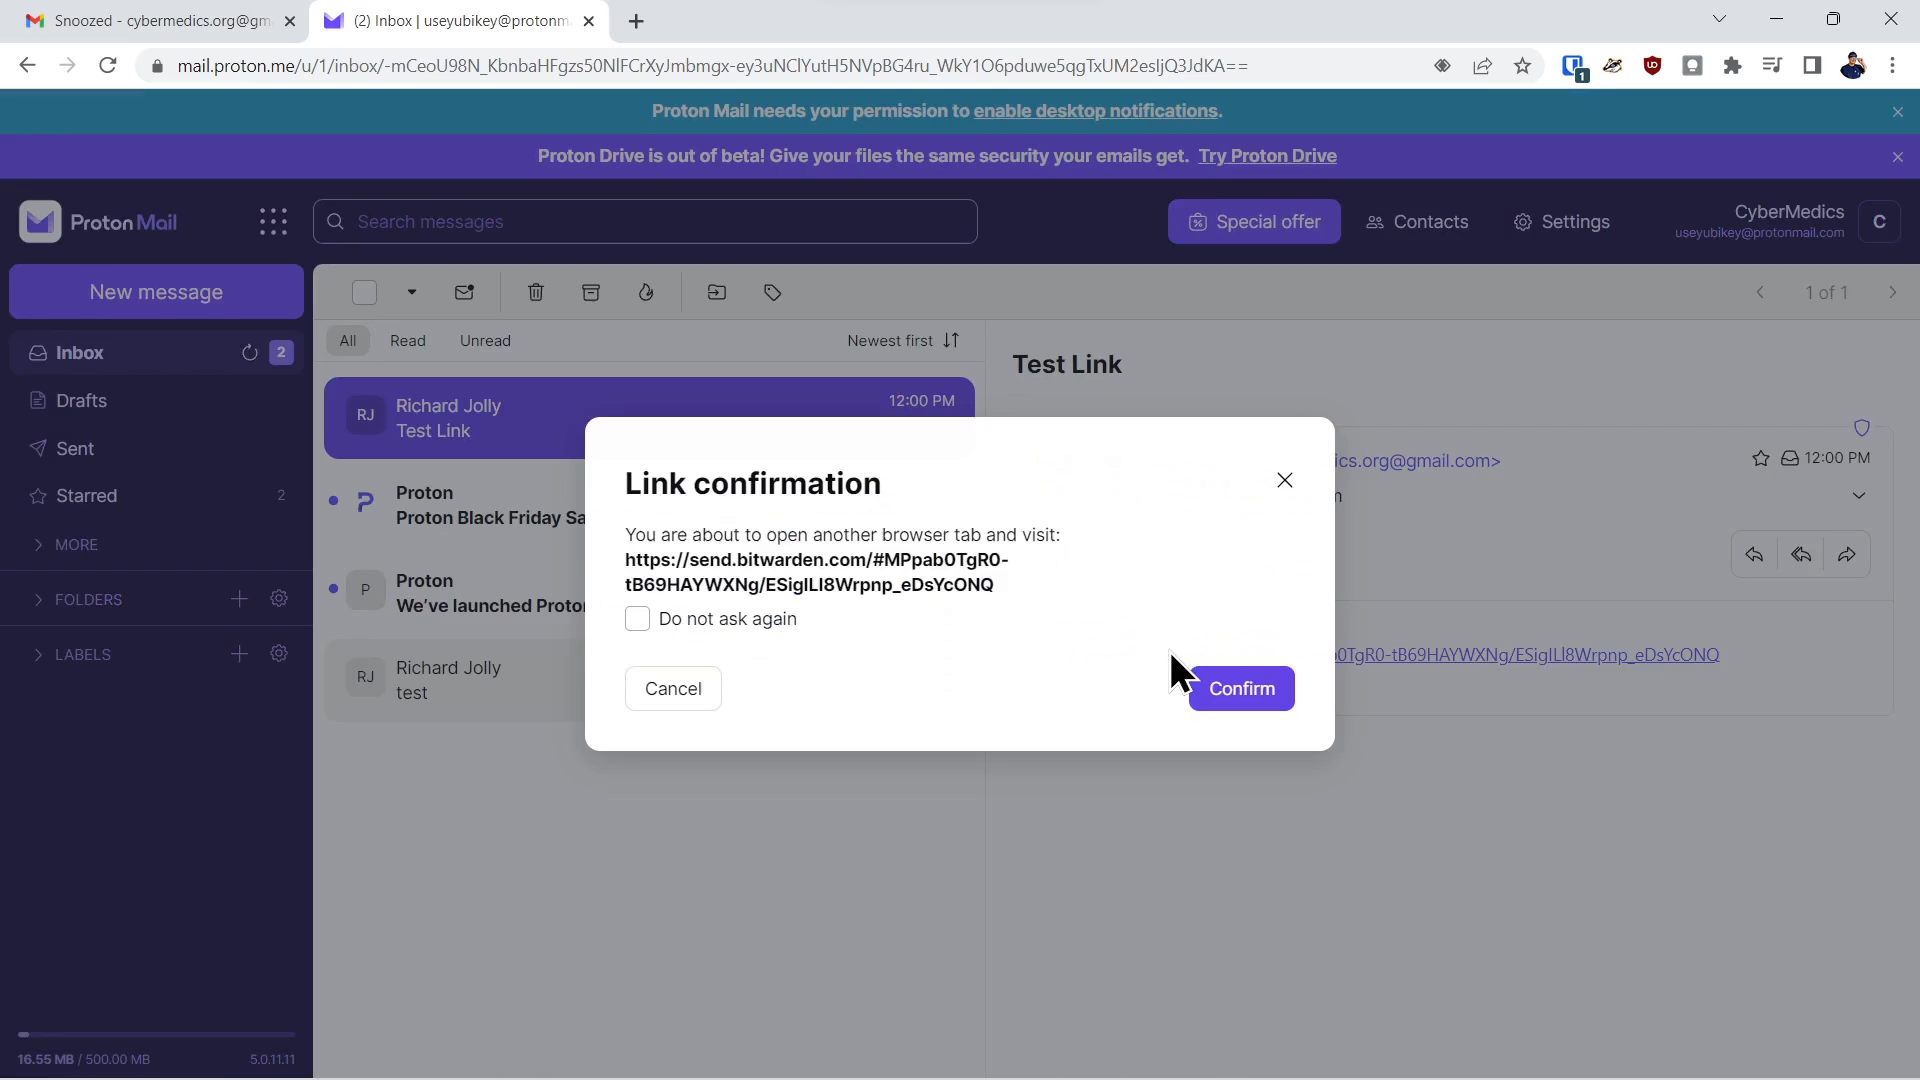 Snoozed - cybermedics.org@gm
(2) Inbox | useyubikey@protonm
mail.proton.me/u/1/inbox/-mCeoU98N_KbnbaHFgzs50NlFCrXyJmbmgx-ey3uNClYutH5NVpBG4ru_WkY1O6pduwe5qgTxUM2esljQ3JdKA==
1
Proton Mail needs your permission to enable desktop notifications.
Proton Drive is out of beta! Give your files the same security your emails get. Try Proton Drive
Proton Mail
Search messages
Special offer
Contacts
Settings
CyberMedics
useyubikey@protonmail.com
C
New message
Inbox 2
Drafts
Sent
Starred 2
MORE
FOLDERS
LABELS
16.55 MB / 500.00 MB 5.0.11.11
1 of 1
All Read Unread Newest first
RJ Richard Jolly 12:00 PM
Test Link
Proton
Proton Black Friday Sa
P Proton
We've launched Proto
RJ Richard Jolly
test
Test Link
ics.org@gmail.com>
12:00 PM
0TgR0-tB69HAYWXNg/ESiglLl8Wrpnp_eDsYcONQ
Link confirmation
You are about to open another browser tab and visit:
https://send.bitwarden.com/#MPpab0TgR0-
tB69HAYWXNg/ESiglLl8Wrpnp_eDsYcONQ
Do not ask again
Cancel
Confirm